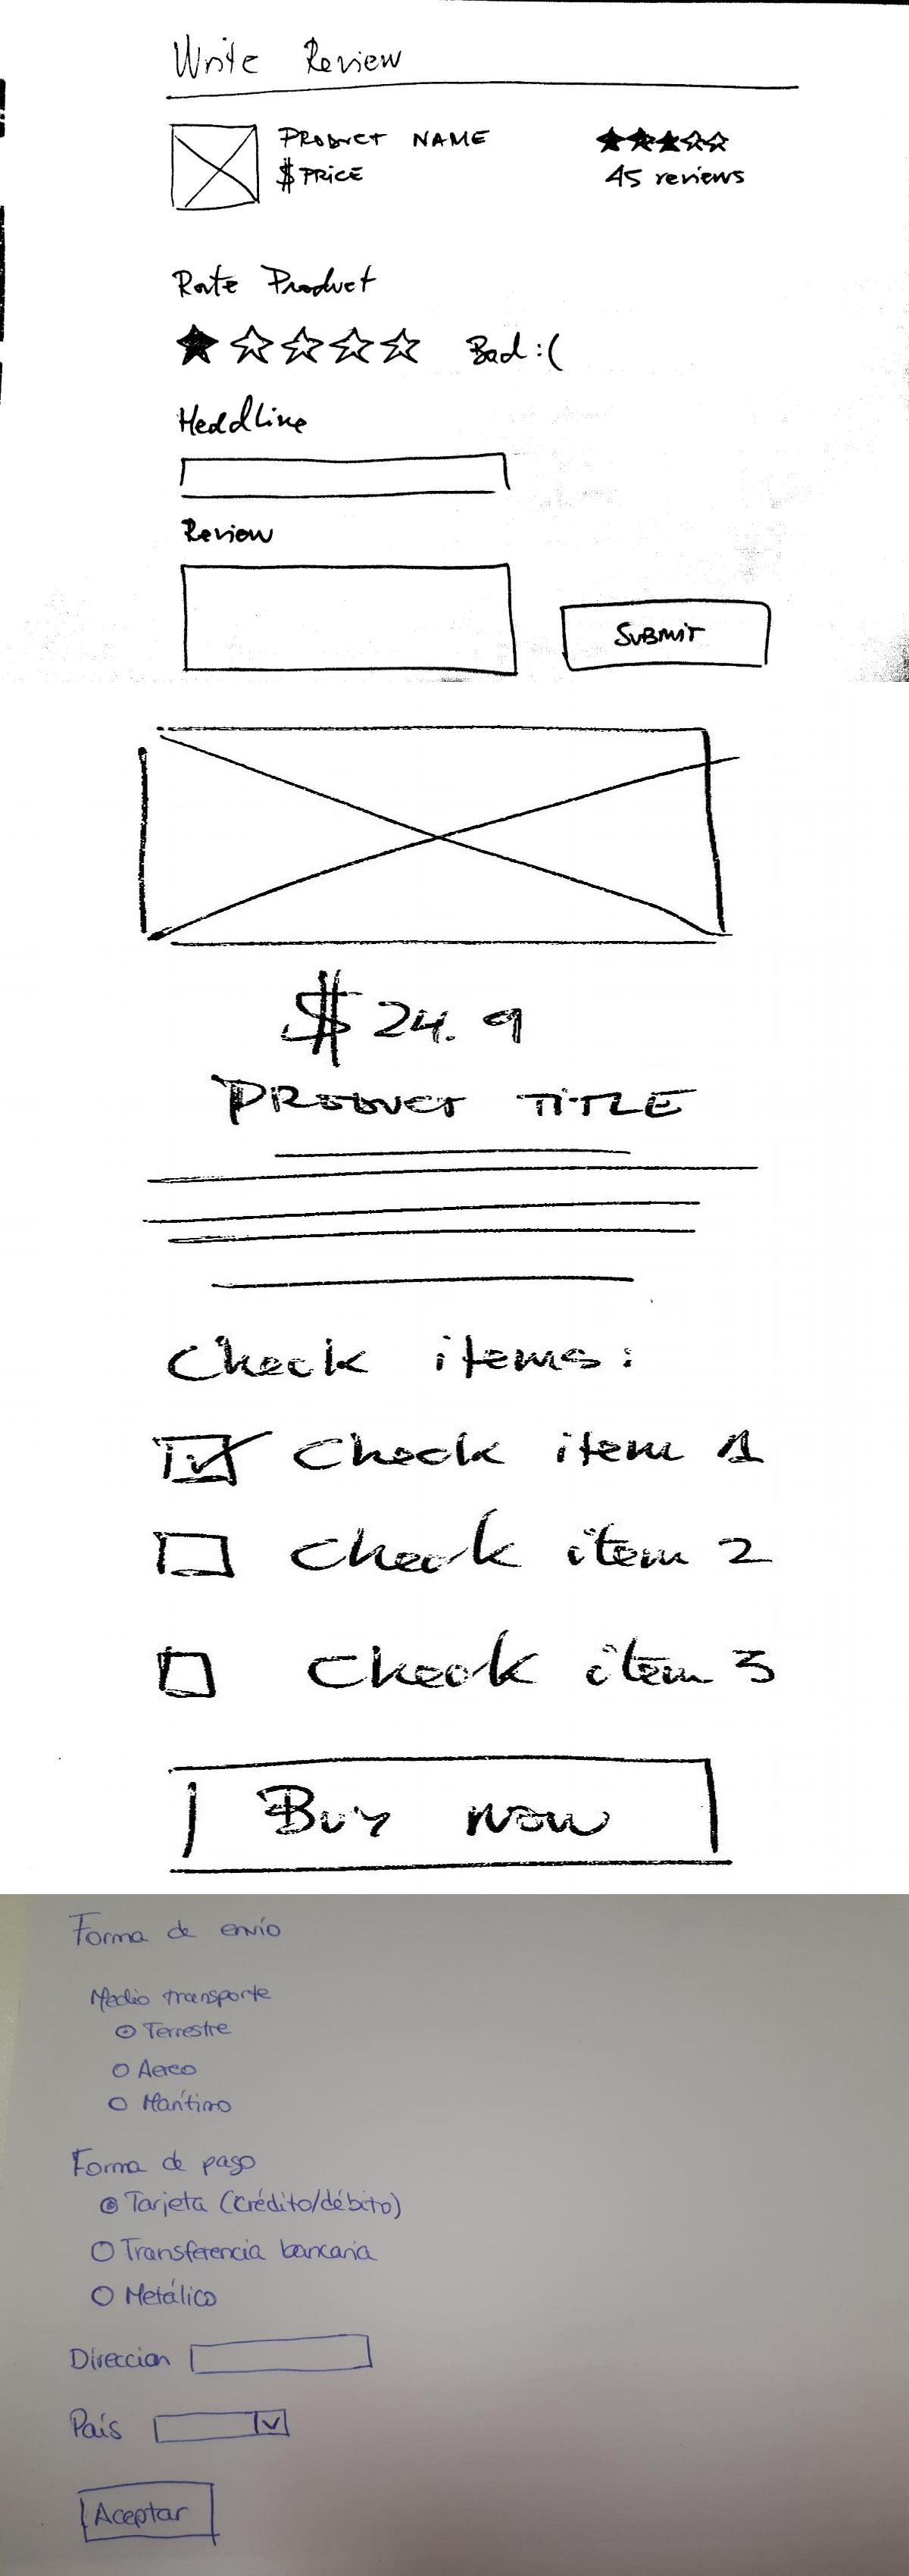 Write Review
PRODUCT NAME
$ PRICE
45 reviews
Rate Product
Bad :(
Headline
Review
SUBMIT
$ 24.9
PRODUCT TITLE
Check items:
Check item 1
Check item 2
Check item 3
Buy now
Forma de envío
Medio transporte
Terrestre
Aereo
Marítimo
Forma de pago
Tarjeta (crédito/débito)
Transferencia bancaria
Metálico
Direccion
País
Aceptar